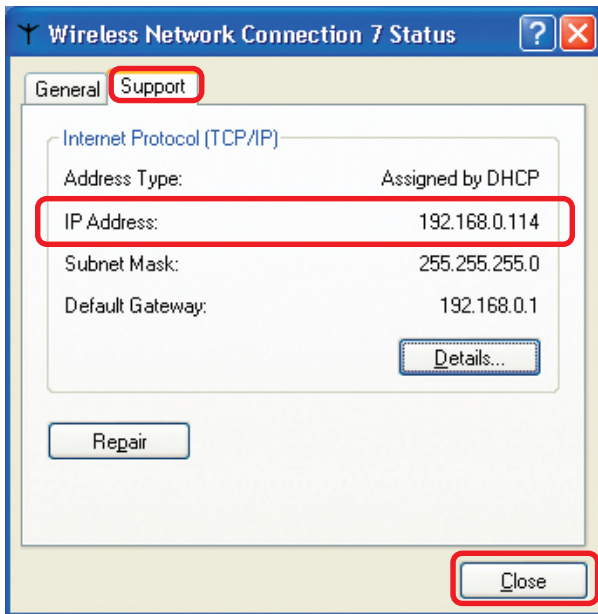 Wireless Network Connection 7 Status
General Support
Internet Protocol (TCP/IP)
Address Type: Assigned by DHCP
IP Address: 192.168.0.114
Subnet Mask: 255.255.255.0
Default Gateway: 192.168.0.1
Details...
Repair
Close